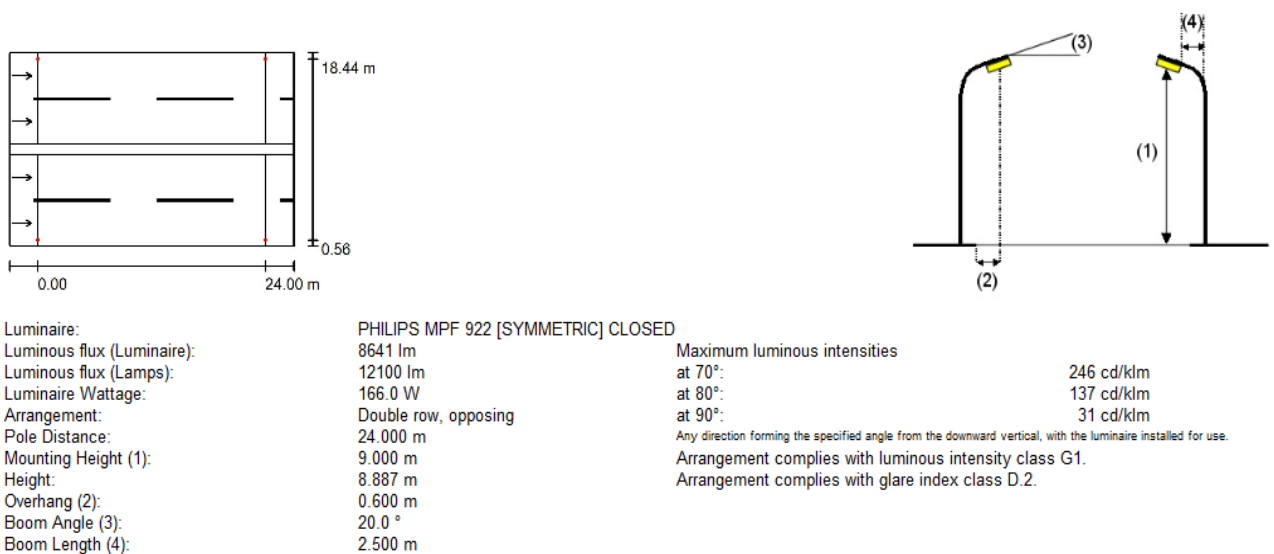 18.44 m
0.56
0.00
24.00 m
(4)
(3)
(1)
(2)
Luminaire: PHILIPS MPF 922 [SYMMETRIC] CLOSED
Luminous flux (Luminaire): 8641 lm
Luminous flux (Lamps): 12100 lm
Luminaire Wattage: 166.0 W
Arrangement: Double row, opposing
Pole Distance: 24.000 m
Mounting Height (1): 9.000 m
Height: 8.887 m
Overhang (2): 0.600 m
Boom Angle (3): 20.0 °
Boom Length (4): 2.500 m
Maximum luminous intensities
at 70°: 246 cd/klm
at 80°: 137 cd/klm
at 90°: 31 cd/klm
Any direction forming the specified angle from the downward vertical, with the luminaire installed for use.
Arrangement complies with luminous intensity class G1.
Arrangement complies with glare index class D.2.